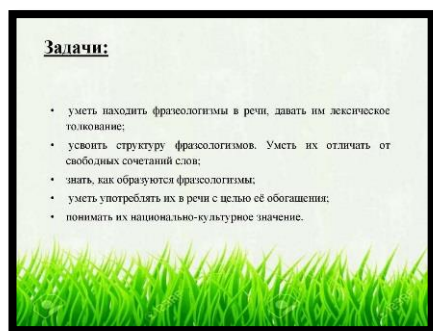 Задачи:
• уметь находить фразеологизмы в речи, давать им лексическое
толкование;
• усвоить структуру фразеологизмов. Уметь их отличать от
свободных сочетаний слов;
• знать, как образуются фразеологизмы;
• уметь употреблять их в речи с целью её обогащения;
• понимать их национально-культурное значение.